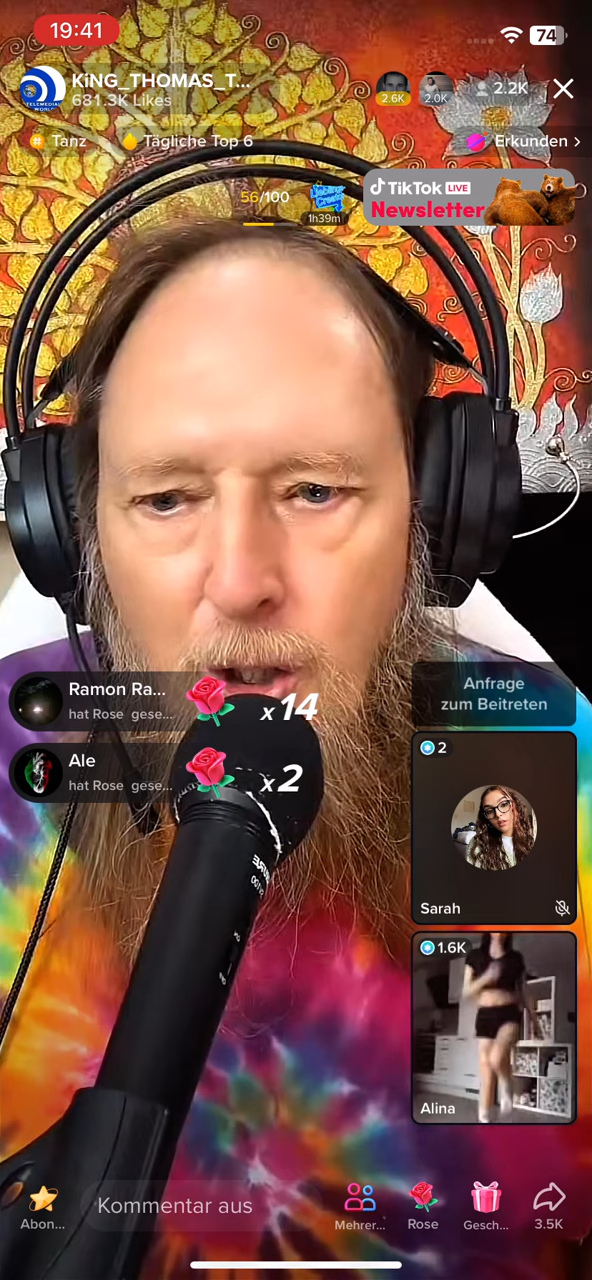 19:41
74
TELEMEDIA
WORLD
KiNG_THOMAS_T...
681.3K Likes
2.6K
2.0K
2.2K
Tanz
Tägliche Top 6
Erkunden >
56/100
1h39m
TikTok LIVE
Newsletter
Ramon Ra...
hat Rose gese...
x14
Ale
hat Rose gese...
x2
Anfrage
zum Beitreten
2
Sarah
1.6K
Alina
Abon...
Kommentar aus
Mehrer...
Rose
Gesch...
3.5K